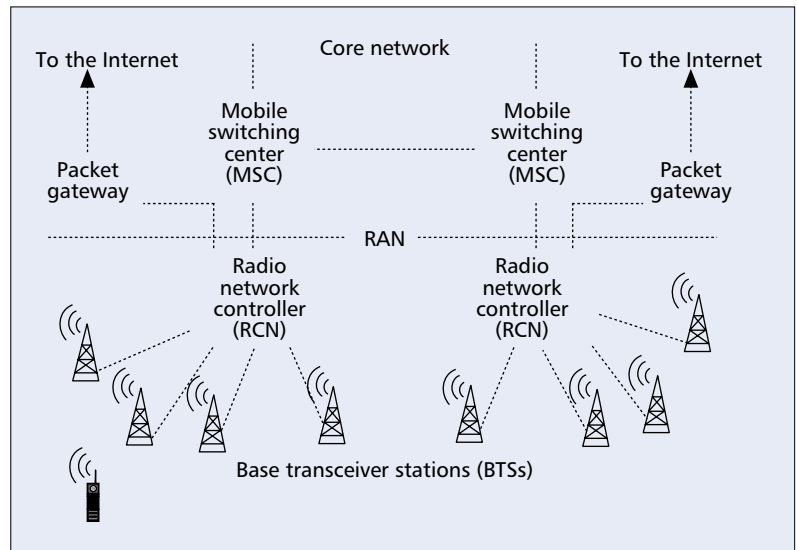 Core network
To the Internet
To the Internet
Mobile
switching
center
(MSC)
Mobile
switching
center
(MSC)
Packet
gateway
Packet
gateway
RAN
Radio
network
controller
(RCN)
Radio
network
controller
(RCN)
Base transceiver stations (BTSs)